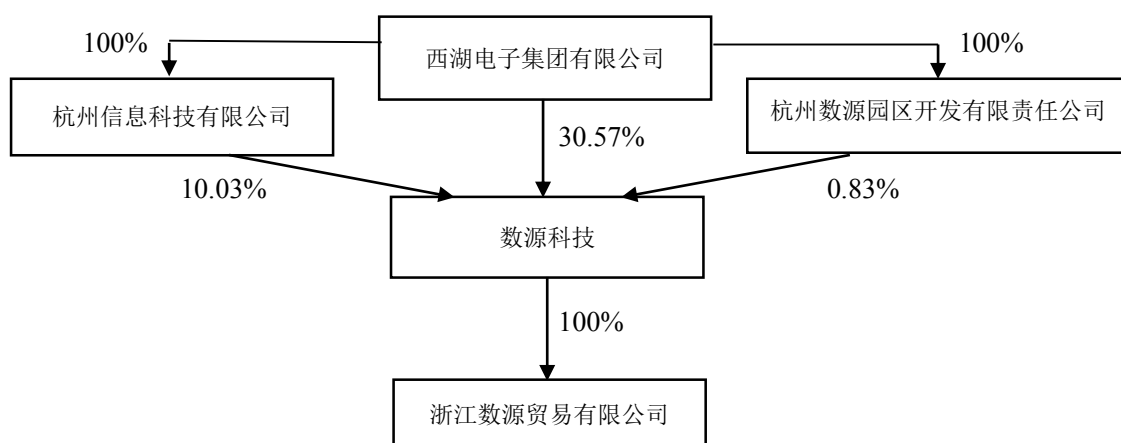 100%
西湖电子集团有限公司
100%
杭州信息科技有限公司
杭州数源园区开发有限责任公司
30.57%
10.03%
0.83%
数源科技
100%
浙江数源贸易有限公司